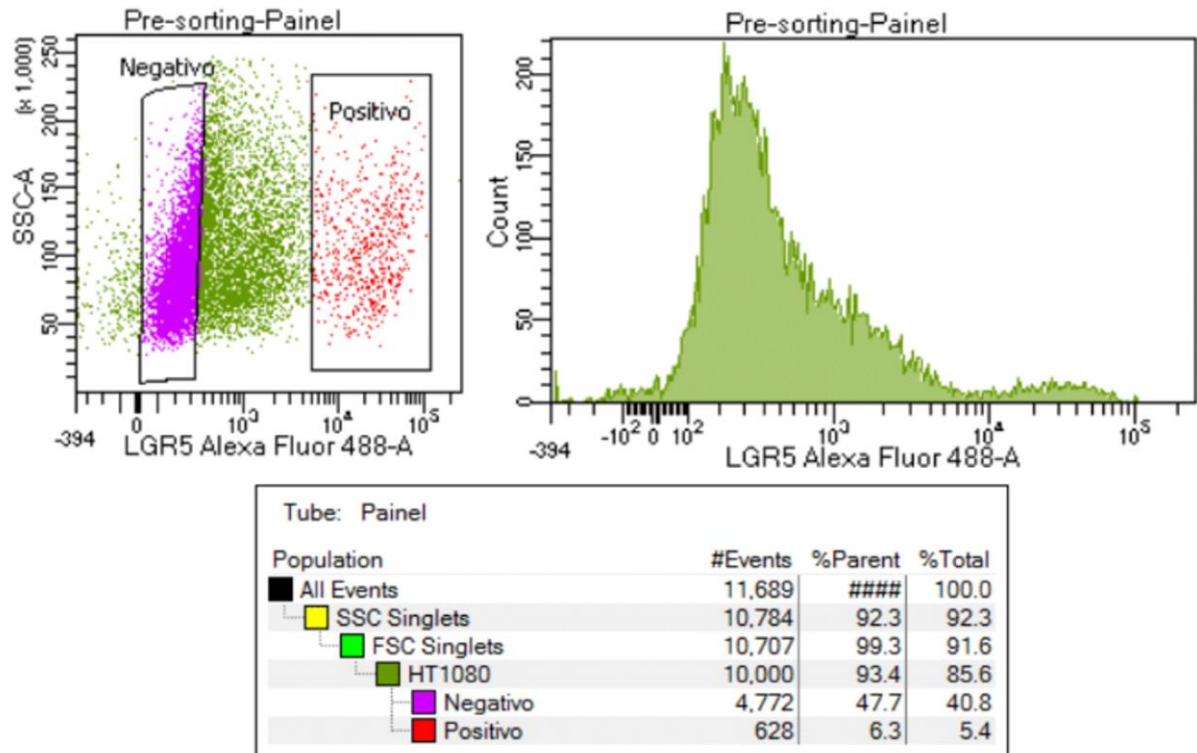 Pre-sorting-Painel
Negativo
Positivo
(x 1,000)
SSC-A
250
200
150
100
50
0 10³ 10⁴ 10⁵
-394
LGR5 Alexa Fluor 488-A
Pre-sorting-Painel
Count
200
150
100
50
0
-10² 0 10² 10³ 10⁴ 10⁵
-394
LGR5 Alexa Fluor 488-A
Tube: Painel
Population #Events %Parent %Total
All Events 11,689 #### 100.0
SSC Singlets 10,784 92.3 92.3
FSC Singlets 10,707 99.3 91.6
HT1080 10,000 93.4 85.6
Negativo 4,772 47.7 40.8
Positivo 628 6.3 5.4